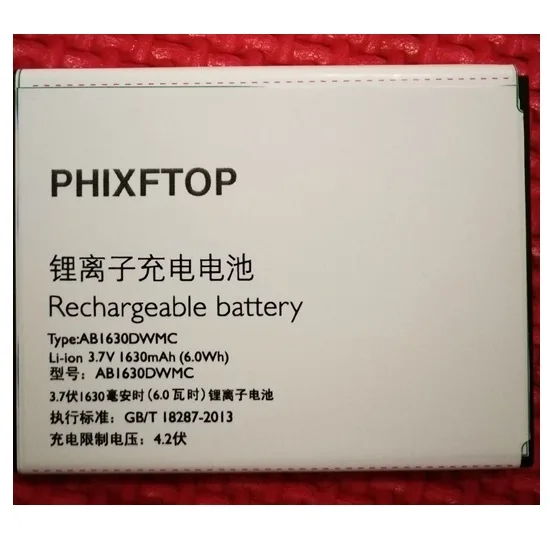 PHIXFTOP
锂离子充电电池
Rechargeable battery
Type:AB1630DWMC
Li-ion 3.7V 1630mAh (6.0Wh)
型号：AB1630DWMC
3.7伏1630毫安时（6.0瓦时）锂离子电池
执行标准：GB/T 18287-2013
充电限制电压：4.2伏